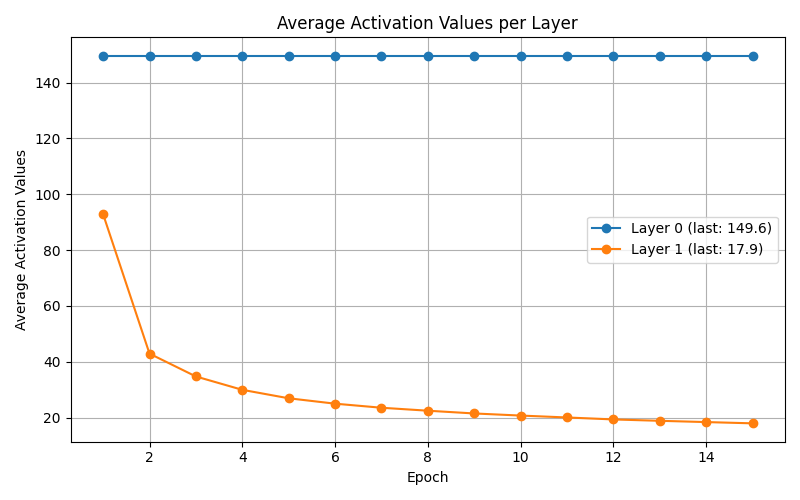 Average Activation Values per Layer
Average Activation Values
140
120
100
80
60
40
20
Layer 0 (last: 149.6)
Layer 1 (last: 17.9)
2 4 6 8 10 12 14
Epoch